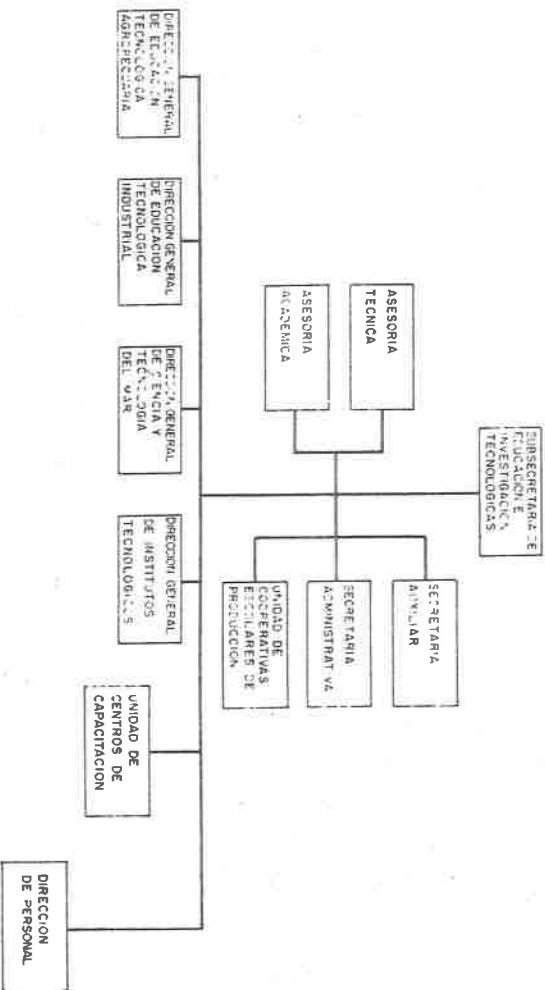 SUBSECRETARIA DE
EDUCACION E
INVESTIGACION
TECNOLOGICAS
ASESORIA
TECNICA
ASESORIA
ACADEMICA
SECRETARIA
AUXILIAR
SECRETARIA
ADMINISTRATIVA
UNIDAD DE
COOPERATIVAS
ESCOLARES DE
PRODUCCION
DIRECCION GENERAL
DE EDUCACION
TECNOLOGICA
AGROPECUARIA
DIRECCION GENERAL
DE EDUCACION
TECNOLOGICA
INDUSTRIAL
DIRECCION GENERAL
DE CIENCIA Y
TECNOLOGIA
DEL MAR
DIRECCION GENERAL
DE INSTITUTOS
TECNOLOGICOS
UNIDAD DE
CENTROS DE
CAPACITACION
DIRECCION
DE PERSONAL